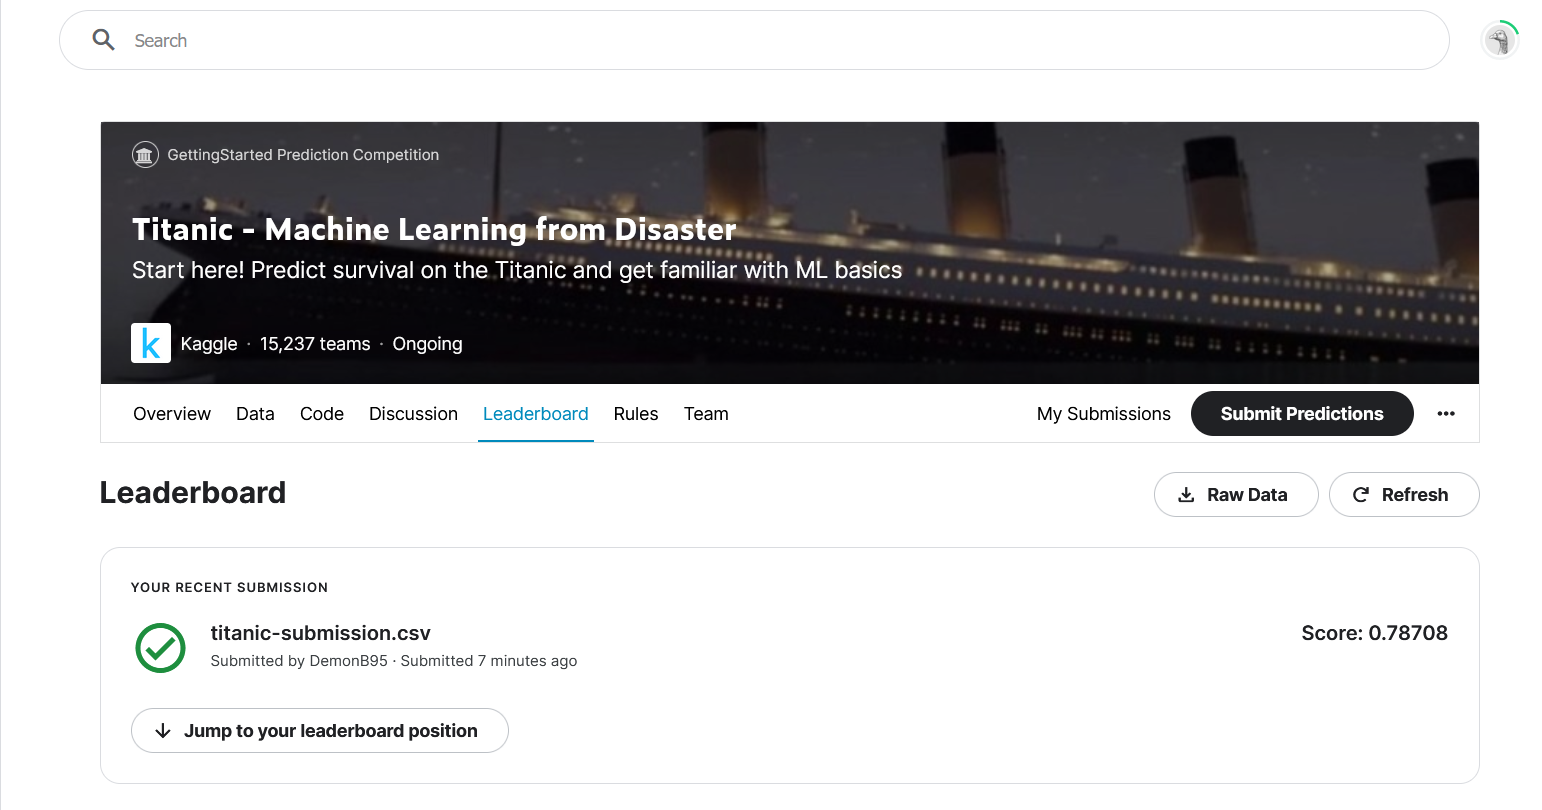 Search
GettingStarted Prediction Competition
Titanic - Machine Learning from Disaster
Start here! Predict survival on the Titanic and get familiar with ML basics
k Kaggle · 15,237 teams · Ongoing
Overview Data Code Discussion Leaderboard Rules Team My Submissions Submit Predictions
Leaderboard Raw Data Refresh
YOUR RECENT SUBMISSION
titanic-submission.csv Score: 0.78708
Submitted by DemonB95 · Submitted 7 minutes ago
Jump to your leaderboard position